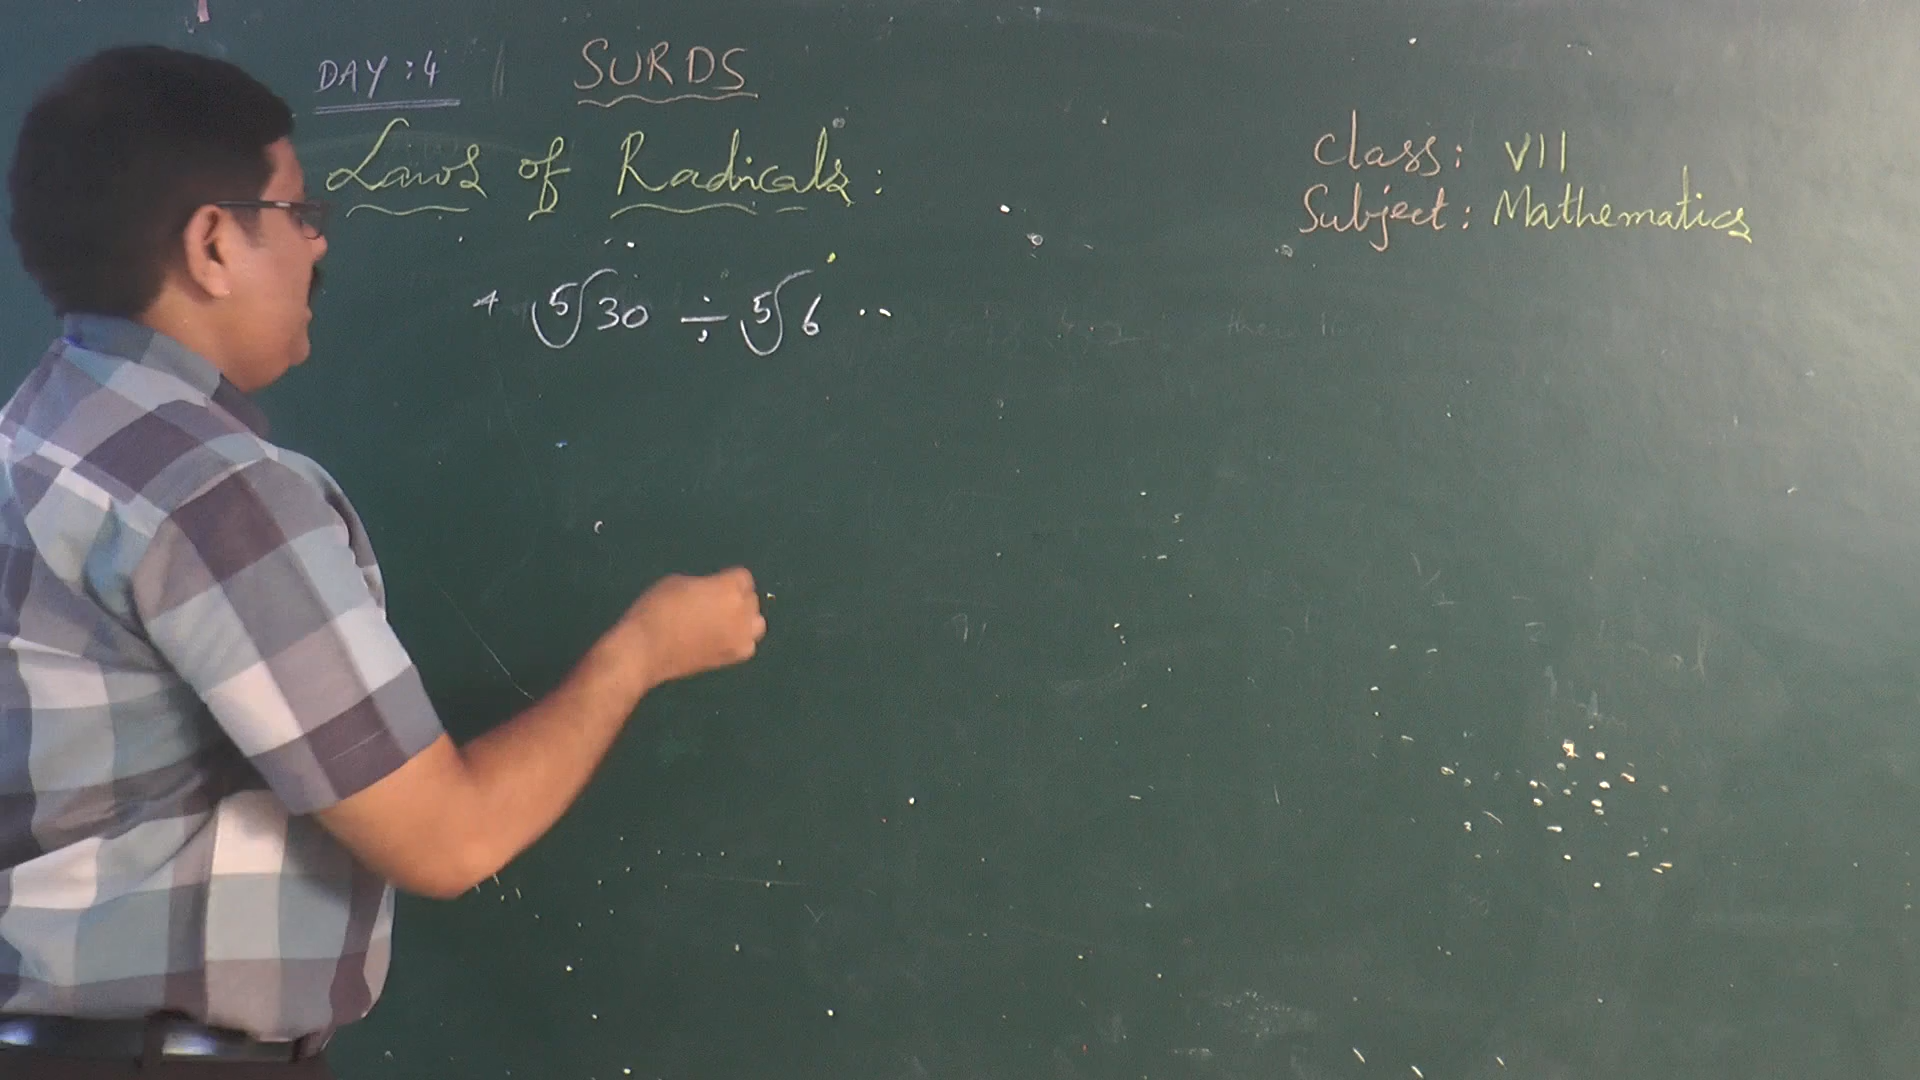 DAY : 4 SURDS
Laws of Radicals :
Class : VII
Subject : Mathematics
⁵√30 ÷ ⁵√6